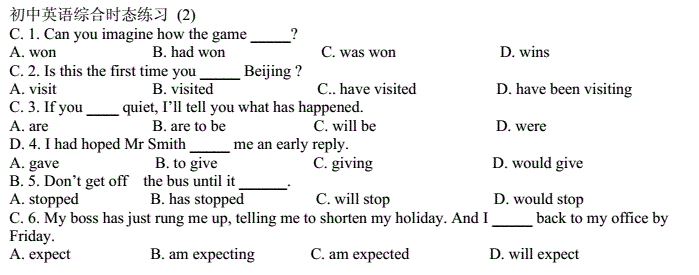 初中英语综合时态练习 (2)
C. 1. Can you imagine how the game _____?
A. won B. had won C. was won D. wins
C. 2. Is this the first time you _____ Beijing ?
A. visit B. visited C.. have visited D. have been visiting
C. 3. If you ____ quiet, I’ll tell you what has happened.
A. are B. are to be C. will be D. were
D. 4. I had hoped Mr Smith _____ me an early reply.
A. gave B. to give C. giving D. would give
B. 5. Don’t get off the bus until it ______.
A. stopped B. has stopped C. will stop D. would stop
C. 6. My boss has just rung me up, telling me to shorten my holiday. And I _____ back to my office by
Friday.
A. expect B. am expecting C. am expected D. will expect